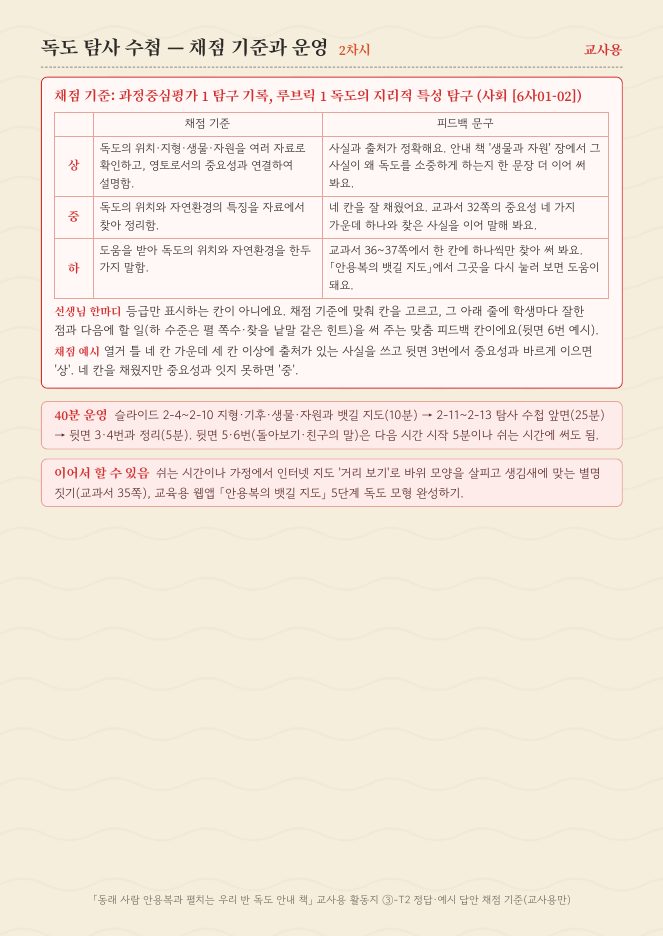 독도 탐사 수첩 — 채점 기준과 운영 2차시 교사용
채점 기준: 과정중심평가 1 탐구 기록, 루브릭 1 독도의 지리적 특성 탐구 (사회 [6사01-02])
채점 기준 피드백 문구
상
독도의 위치·지형·생물·자원을 여러 자료로
확인하고, 영토로서의 중요성과 연결하여
설명함.
사실과 출처가 정확해요. 안내 책 '생물과 자원' 장에서 그
사실이 왜 독도를 소중하게 하는지 한 문장 더 이어 써
봐요.
중
독도의 위치와 자연환경의 특징을 자료에서
찾아 정리함.
네 칸을 잘 채웠어요. 교과서 32쪽의 중요성 네 가지
가운데 하나와 찾은 사실을 이어 말해 봐요.
하
도움을 받아 독도의 위치와 자연환경을 한두
가지 말함.
교과서 36~37쪽에서 한 칸에 하나씩만 찾아 써 봐요.
「안용복의 뱃길 지도」에서 그곳을 다시 눌러 보면 도움이
돼요.
선생님 한마디 등급만 표시하는 칸이 아니에요. 채점 기준에 맞춰 칸을 고르고, 그 아래 줄에 학생마다 잘한
점과 다음에 할 일(하 수준은 펼 쪽수·찾을 낱말 같은 힌트)을 써 주는 맞춤 피드백 칸이에요(뒷면 6번 예시).
채점 예시 열거 틀 네 칸 가운데 세 칸 이상에 출처가 있는 사실을 쓰고 뒷면 3번에서 중요성과 바르게 이으면
'상'. 네 칸을 채웠지만 중요성과 잇지 못하면 '중'.
40분 운영 슬라이드 2-4~2-10 지형·기후·생물·자원과 뱃길 지도(10분) → 2-11~2-13 탐사 수첩 앞면(25분)
→ 뒷면 3·4번과 정리(5분). 뒷면 5·6번(돌아보기·친구의 말)은 다음 시간 시작 5분이나 쉬는 시간에 써도 됨.
이어서 할 수 있음 쉬는 시간이나 가정에서 인터넷 지도 '거리 보기'로 바위 모양을 살피고 생김새에 맞는 별명
짓기(교과서 35쪽), 교육용 웹앱 「안용복의 뱃길 지도」 5단계 독도 모형 완성하기.
「동래 사람 안용복과 펼치는 우리 반 독도 안내 책」 교사용 활동지 ③-T2 정답·예시 답안 채점 기준(교사용만)